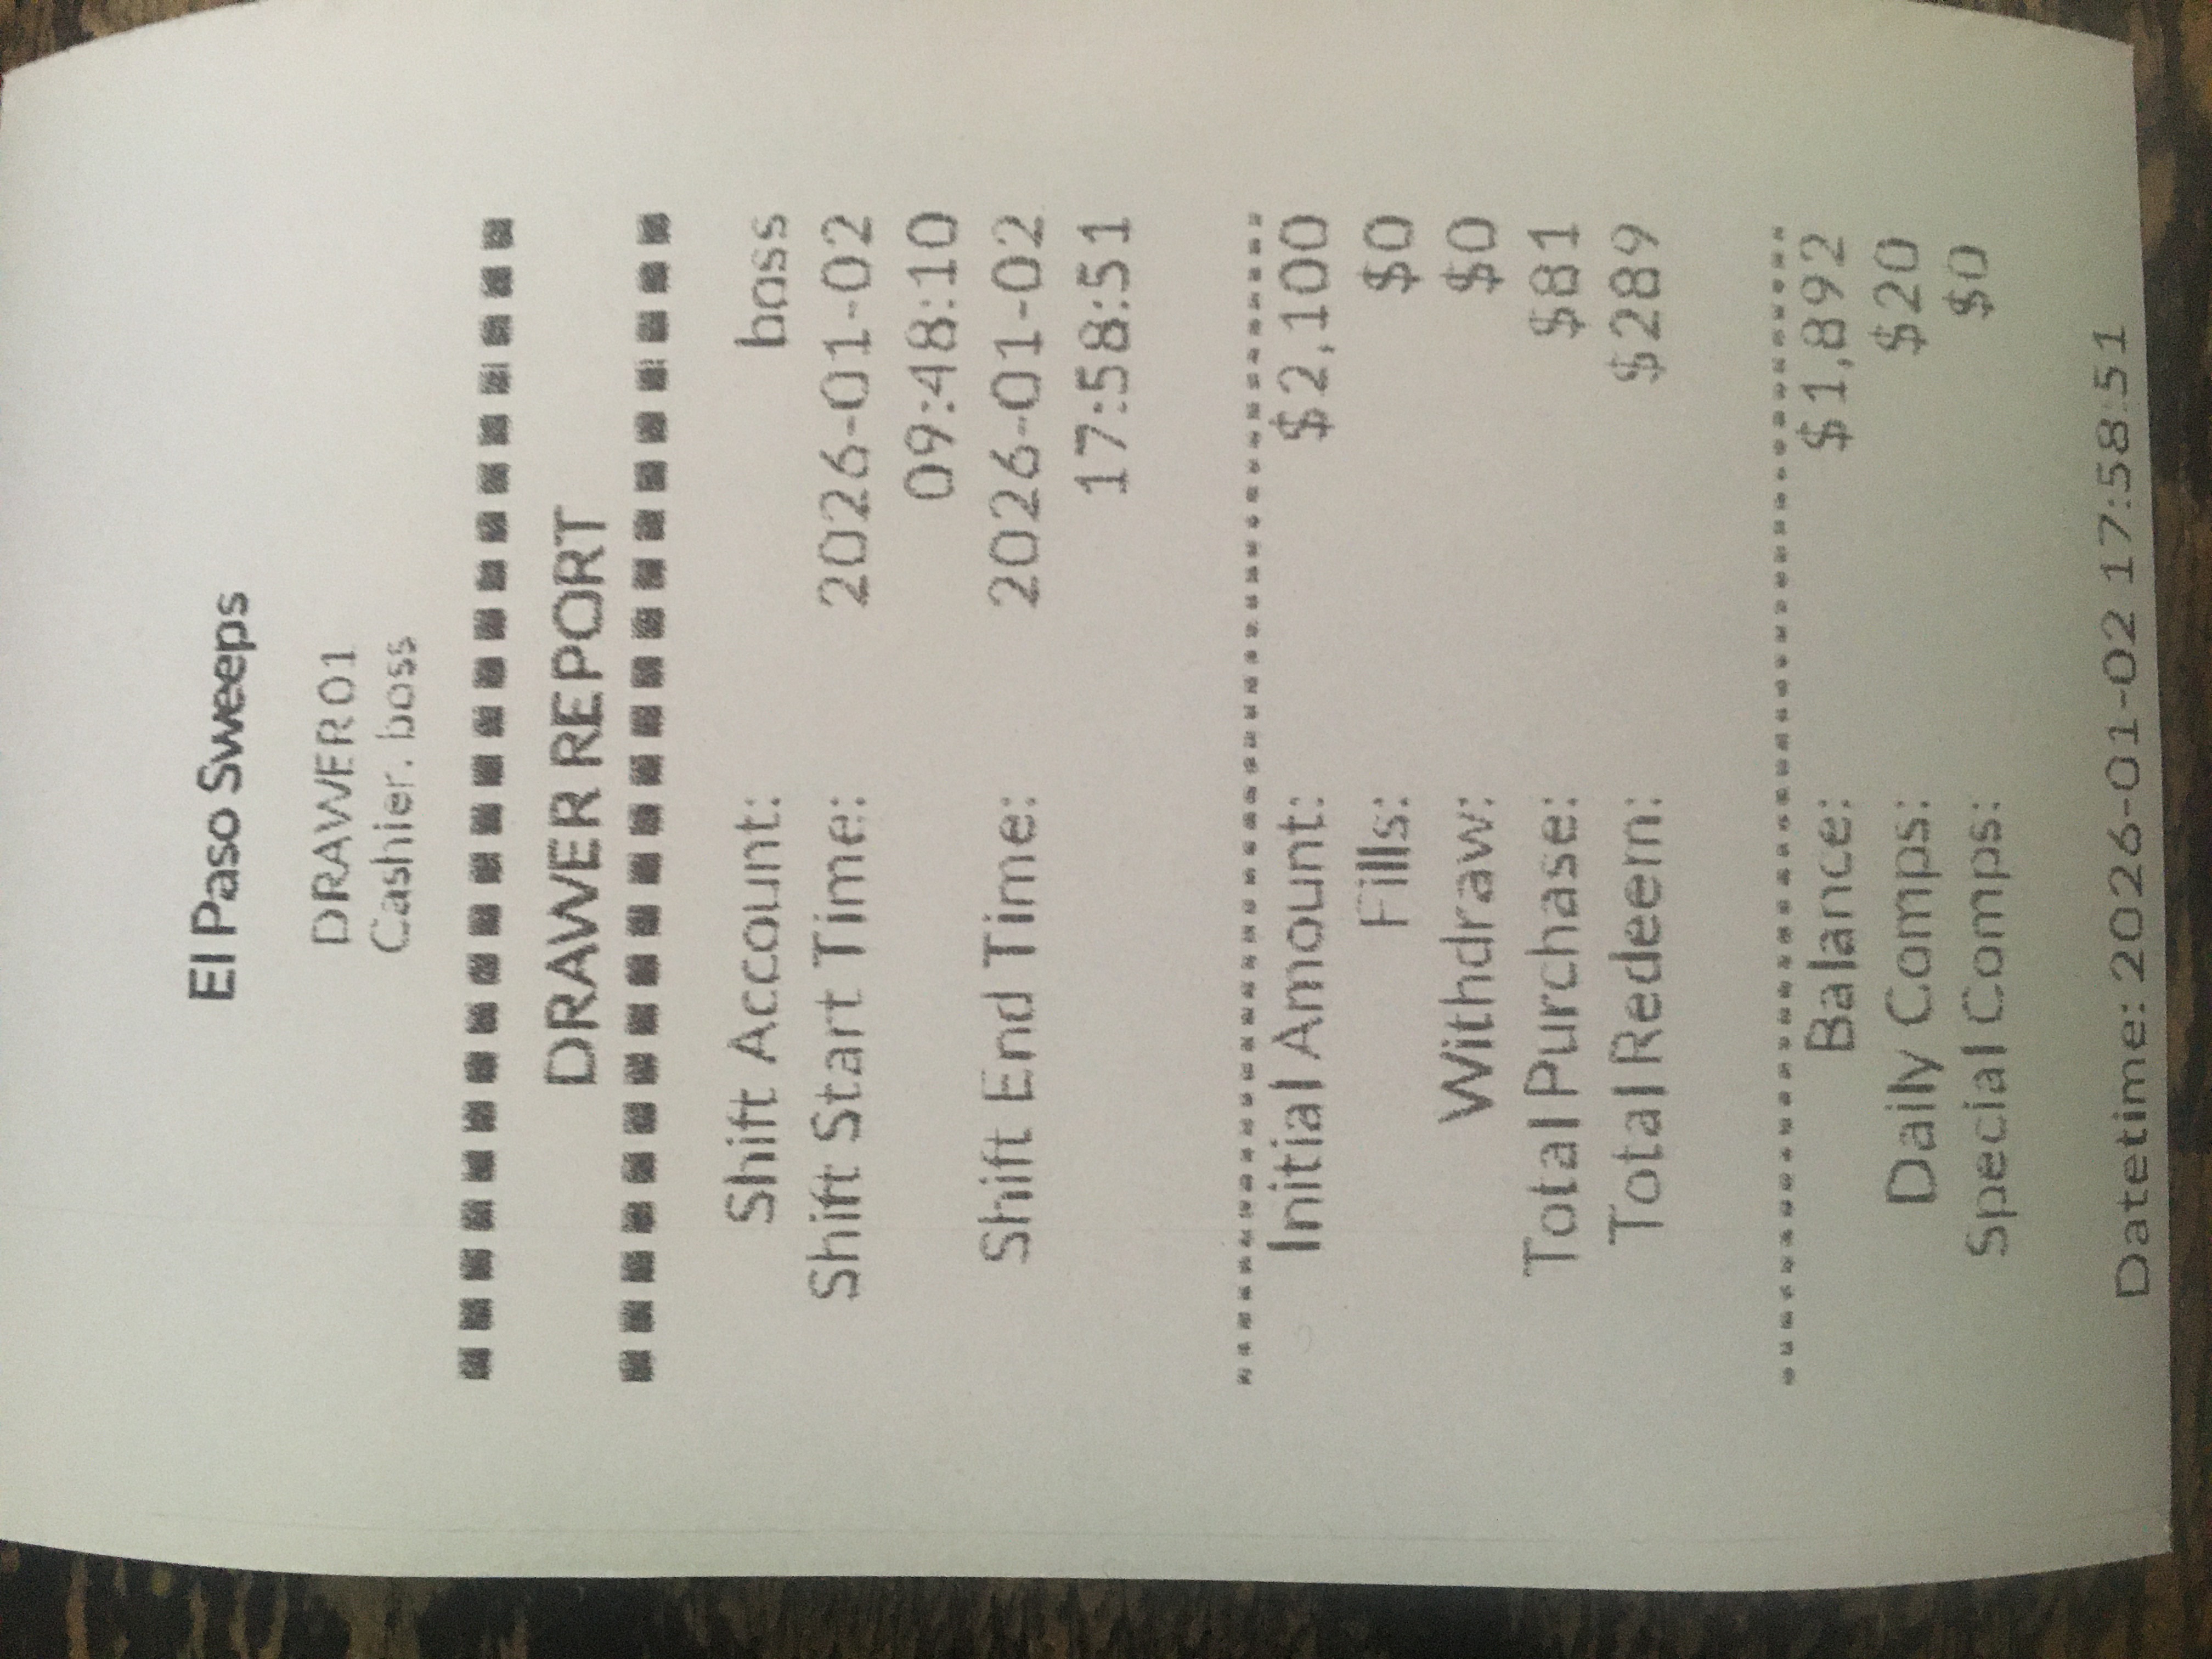 El Paso Sweeps
DRAWER01
Cashier. boss
DRAWER REPORT
Shift Account: boss
Shift Start Time: 2026-01-02
09:48:10
Shift End Time: 2026-01-02
17:58:51
Initial Amount: $2,100
Fills: $0
Withdraw: $0
Total Purchase: $81
Total Redeem: $289
Balance: $1,892
Daily Comps: $20
Special Comps: $0
Datetime: 2026-01-02 17:58:51